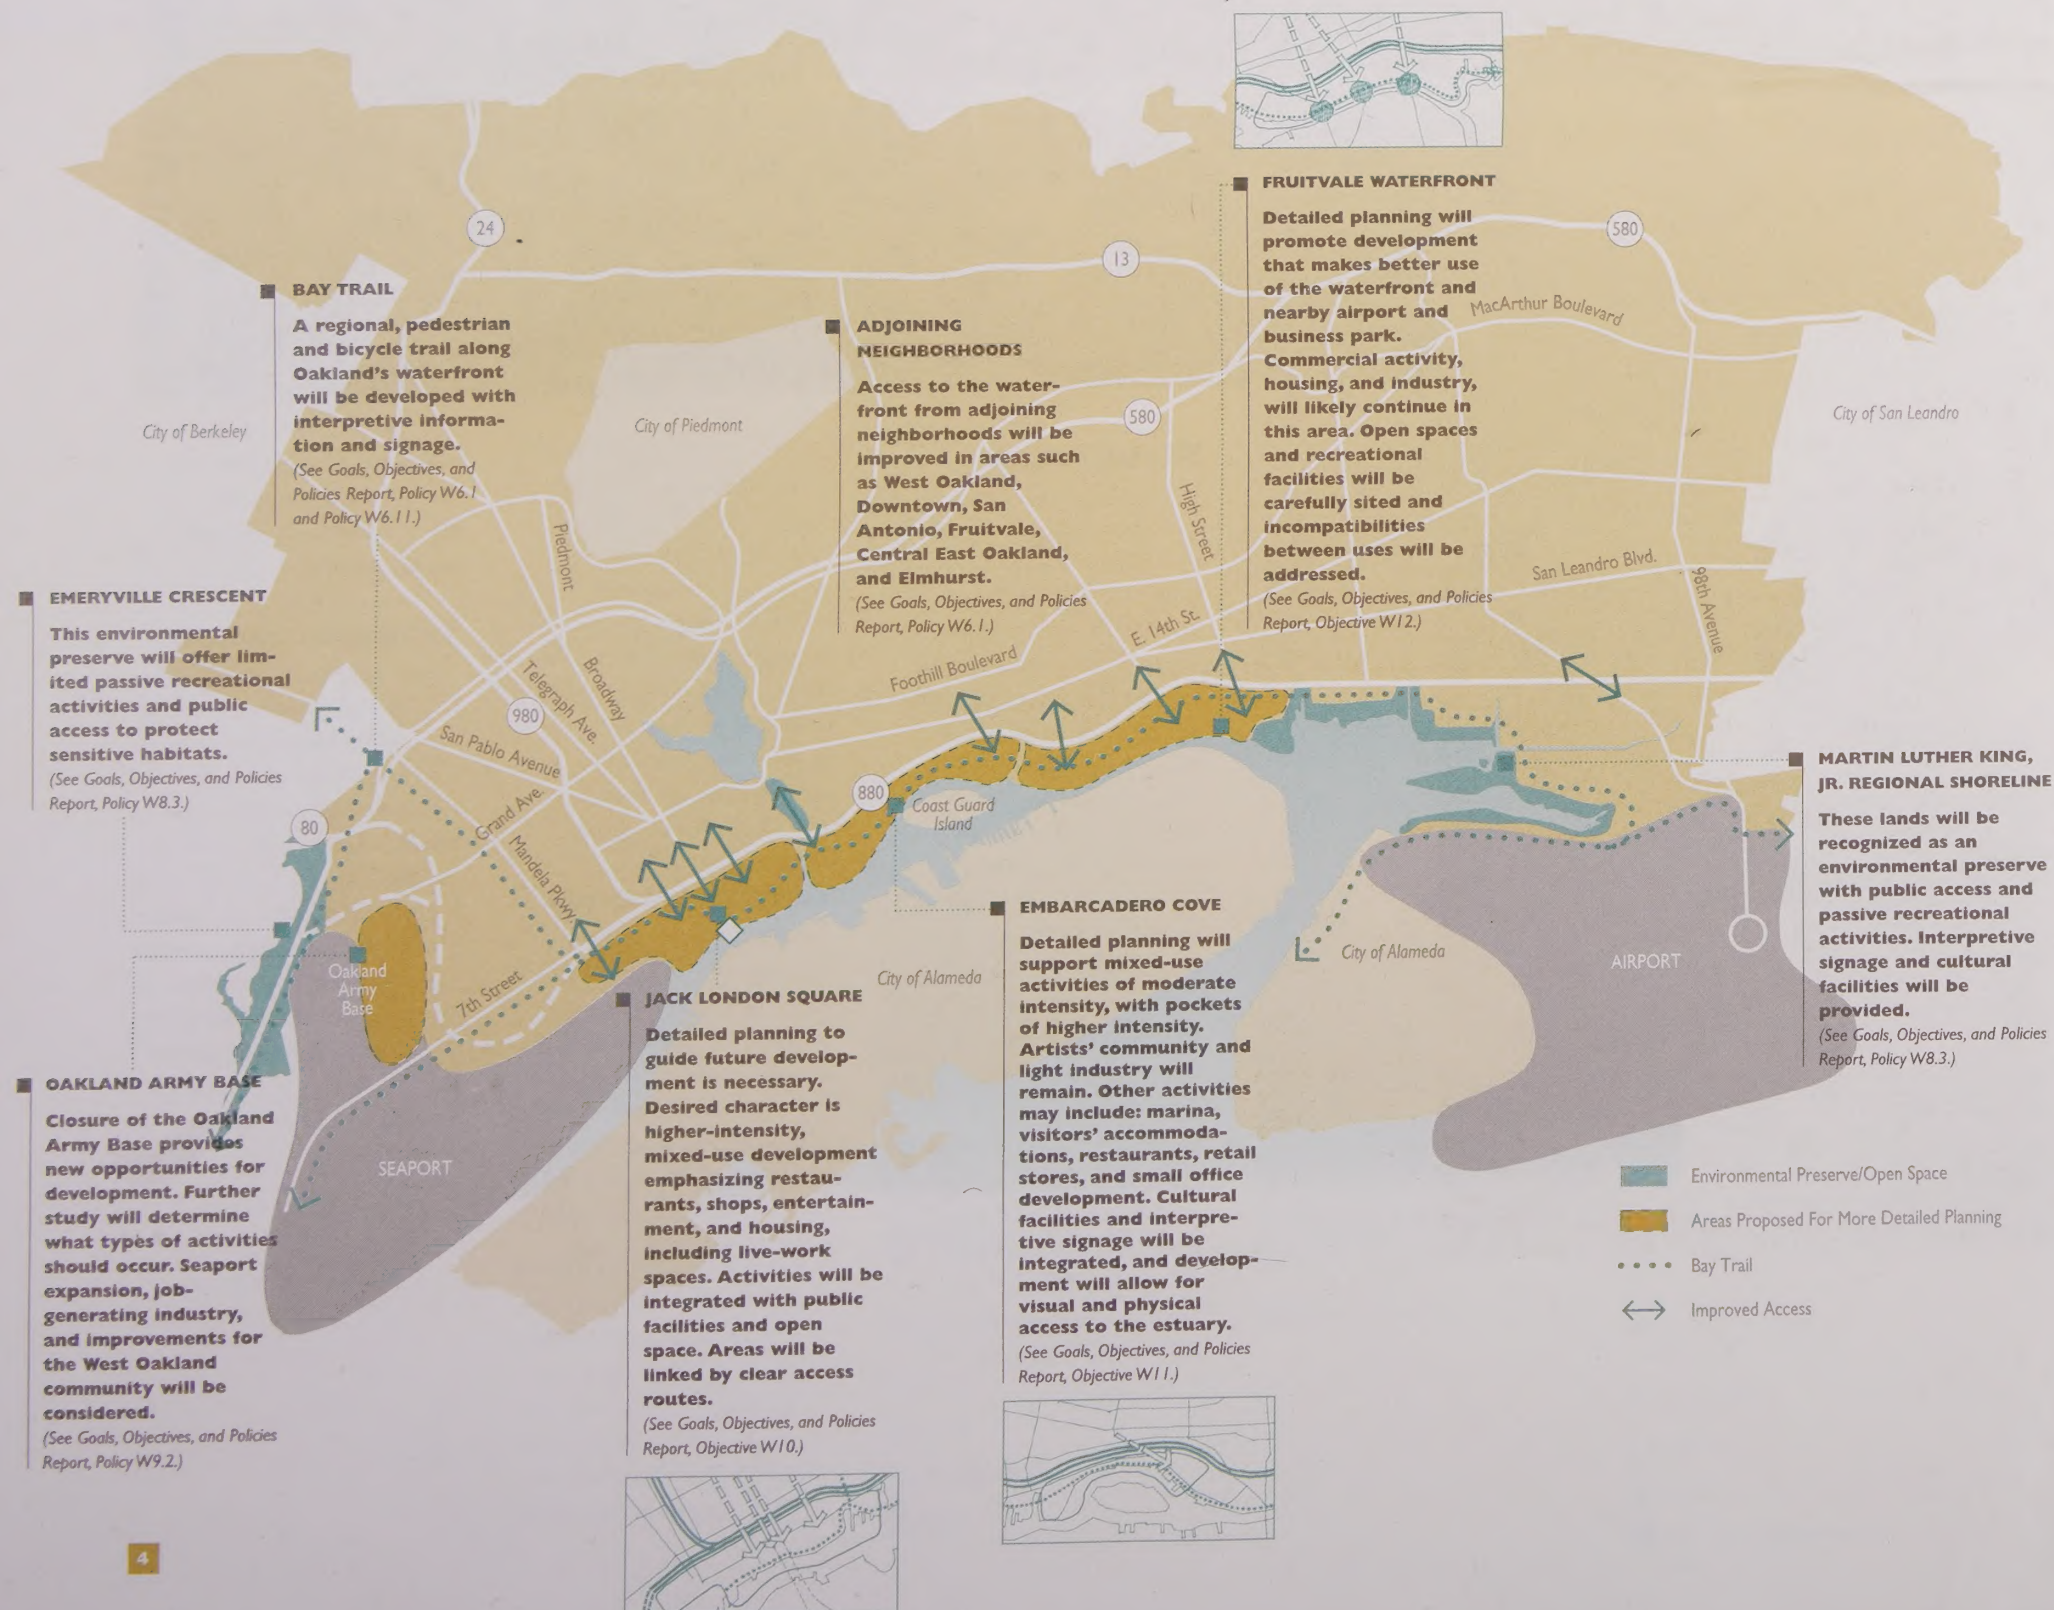 FRUITVALE WATERFRONT
Detailed planning will
promote development
that makes better use
of the waterfront and
nearby airport and
business park.
Commercial activity,
housing, and industry,
will likely continue in
this area. Open spaces
and recreational
facilities will be
carefully sited and
incompatibilities
between uses will be
addressed.
(See Goals, Objectives, and Policies
Report, Objective W12.)
24
13
580
580
MacArthur Boulevard
BAY TRAIL
A regional, pedestrian
and bicycle trail along
Oakland's waterfront
will be developed with
interpretive informa-
tion and signage.
(See Goals, Objectives, and
Policies Report, Policy W6.1
and Policy W6.11.)
ADJOINING
NEIGHBORHOODS
Access to the water-
front from adjoining
neighborhoods will be
improved in areas such
as West Oakland,
Downtown, San
Antonio, Fruitvale,
Central East Oakland,
and Elmhurst.
(See Goals, Objectives, and Policies
Report, Policy W6.1.)
City of Berkeley
City of Piedmont
City of San Leandro
High Street
Piedmont
San Leandro Blvd.
98th Avenue
E. 14th St.
Foothill Boulevard
Broadway
Telegraph Ave.
980
San Pablo Avenue
Grand Ave.
Mandela Pkwy.
880
Coast Guard
Island
80
EMERYVILLE CRESCENT
This environmental
preserve will offer lim-
ited passive recreational
activities and public
access to protect
sensitive habitats.
(See Goals, Objectives, and Policies
Report, Policy W8.3.)
MARTIN LUTHER KING,
JR. REGIONAL SHORELINE
These lands will be
recognized as an
environmental preserve
with public access and
passive recreational
activities. Interpretive
signage and cultural
facilities will be
provided.
(See Goals, Objectives, and Policies
Report, Policy W8.3.)
Oakland
Army
Base
7th Street
City of Alameda
City of Alameda
AIRPORT
SEAPORT
OAKLAND ARMY BASE
Closure of the Oakland
Army Base provides
new opportunities for
development. Further
study will determine
what types of activities
should occur. Seaport
expansion, job-
generating industry,
and improvements for
the West Oakland
community will be
considered.
(See Goals, Objectives, and Policies
Report, Policy W9.2.)
JACK LONDON SQUARE
Detailed planning to
guide future develop-
ment is necessary.
Desired character is
higher-intensity,
mixed-use development
emphasizing restau-
rants, shops, entertain-
ment, and housing,
including live-work
spaces. Activities will be
integrated with public
facilities and open
space. Areas will be
linked by clear access
routes.
(See Goals, Objectives, and Policies
Report, Objective W10.)
EMBARCADERO COVE
Detailed planning will
support mixed-use
activities of moderate
intensity, with pockets
of higher intensity.
Artists' community and
light industry will
remain. Other activities
may include: marina,
visitors' accommoda-
tions, restaurants, retail
stores, and small office
development. Cultural
facilities and interpre-
tive signage will be
integrated, and develop-
ment will allow for
visual and physical
access to the estuary.
(See Goals, Objectives, and Policies
Report, Objective W11.)
Environmental Preserve/Open Space
Areas Proposed For More Detailed Planning
Bay Trail
Improved Access
4